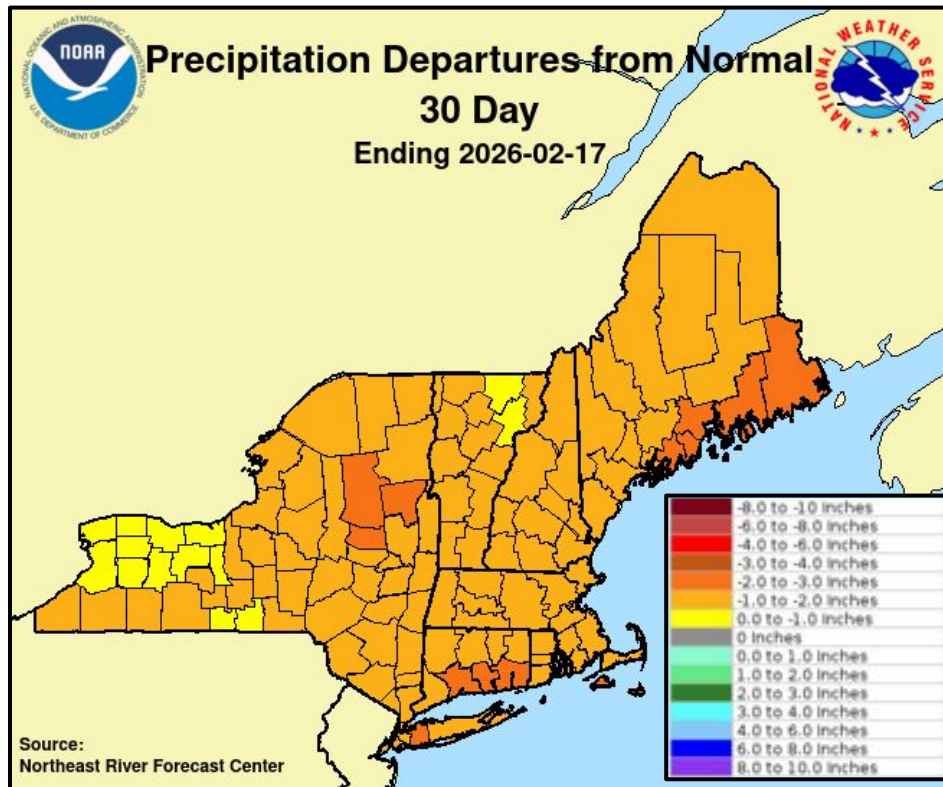 NATIONAL OCEANIC AND ATMOSPHERIC ADMINISTRATION
NOAA
U.S. DEPARTMENT OF COMMERCE
NATIONAL WEATHER SERVICE
Precipitation Departures from Normal
30 Day
Ending 2026-02-17
-8.0 to -10 Inches
-6.0 to -8.0 Inches
-4.0 to -6.0 Inches
-3.0 to -4.0 Inches
-2.0 to -3.0 Inches
-1.0 to -2.0 Inches
0.0 to -1.0 Inches
0 Inches
0.0 to 1.0 Inches
1.0 to 2.0 Inches
2.0 to 3.0 Inches
3.0 to 4.0 Inches
4.0 to 6.0 Inches
6.0 to 8.0 Inches
8.0 to 10.0 Inches
Source:
Northeast River Forecast Center